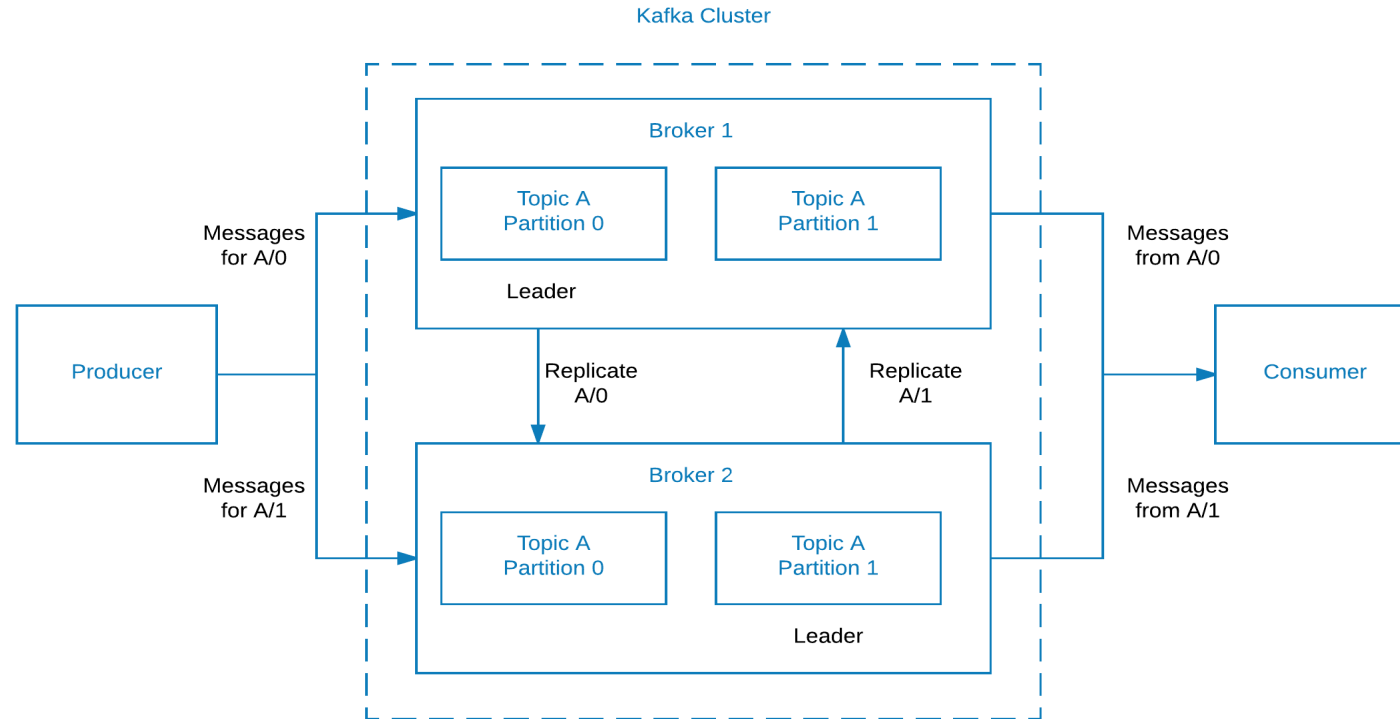 Kafka Cluster
Broker 1
Topic A
Partition 0
Topic A
Partition 1
Leader
Messages
for A/0
Messages
from A/0
Producer
Replicate
A/0
Replicate
A/1
Consumer
Messages
for A/1
Messages
from A/1
Broker 2
Topic A
Partition 0
Topic A
Partition 1
Leader